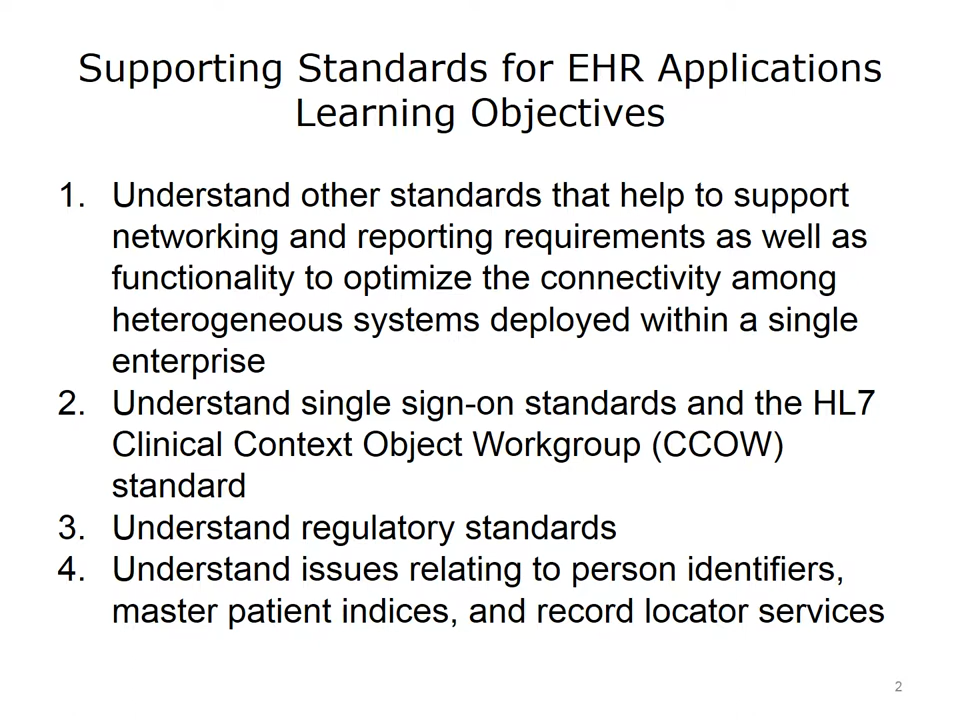 Supporting Standards for EHR Applications
Learning Objectives
1. Understand other standards that help to support
networking and reporting requirements as well as
functionality to optimize the connectivity among
heterogeneous systems deployed within a single
enterprise
2. Understand single sign-on standards and the HL7
Clinical Context Object Workgroup (CCOW)
standard
3. Understand regulatory standards
4. Understand issues relating to person identifiers,
master patient indices, and record locator services
2